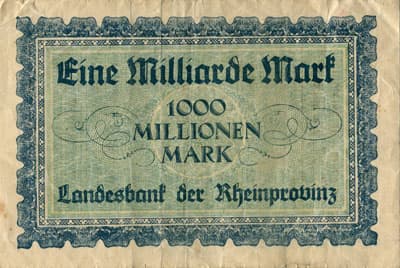 Eine Milliarde Mark
1000
MILLIONEN
MARK
Landesbank der Rheinprovinz